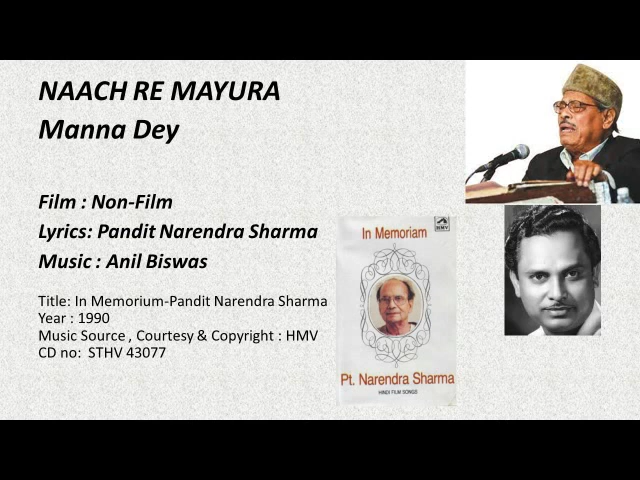 NAACH RE MAYURA
Manna Dey
Film : Non-Film
Lyrics: Pandit Narendra Sharma
Music : Anil Biswas
Title: In Memorium-Pandit Narendra Sharma
Year : 1990
Music Source , Courtesy & Copyright : HMV
CD no: STHV 43077
In Memoriam
HMV
Pt. Narendra Sharma
HINDI FILM SONGS